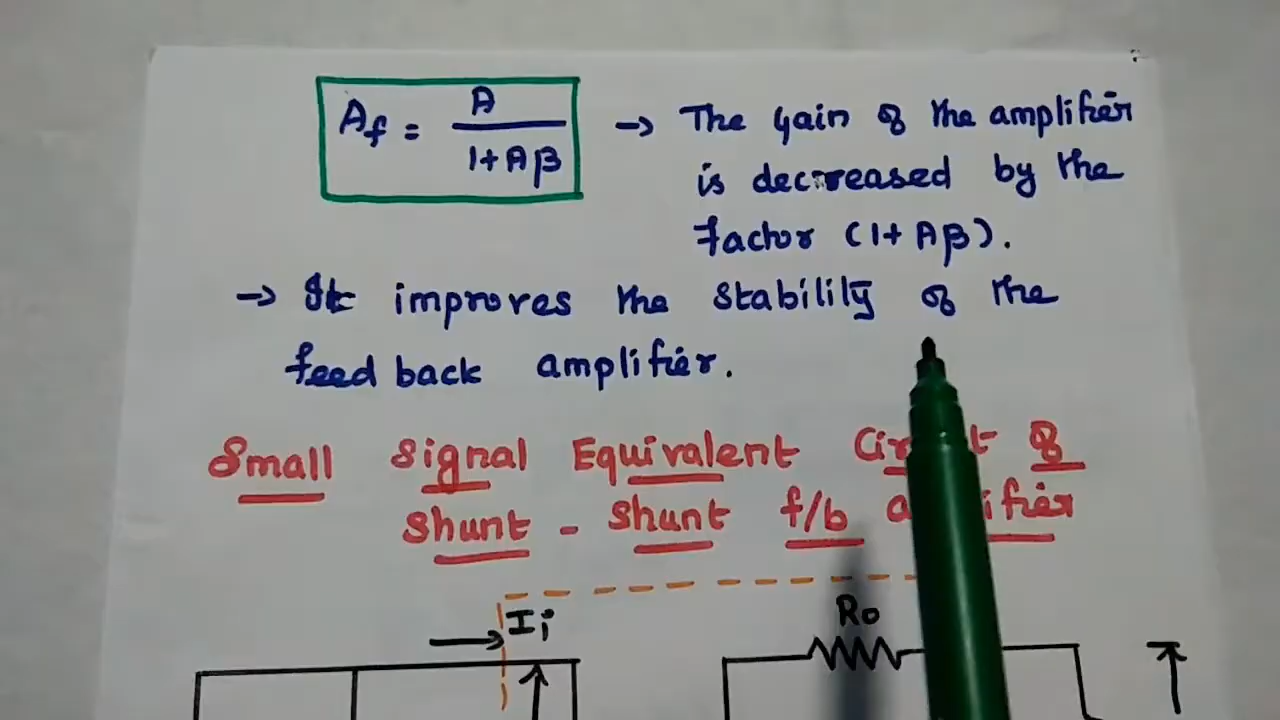 Af = A / 1+Aβ → The gain of the amplifier
is decreased by the
factor (1+Aβ).
→ It improves the stability of the
feed back amplifier.
Small Signal Equivalent of
Shunt - Shunt f/b
Ii
Ro